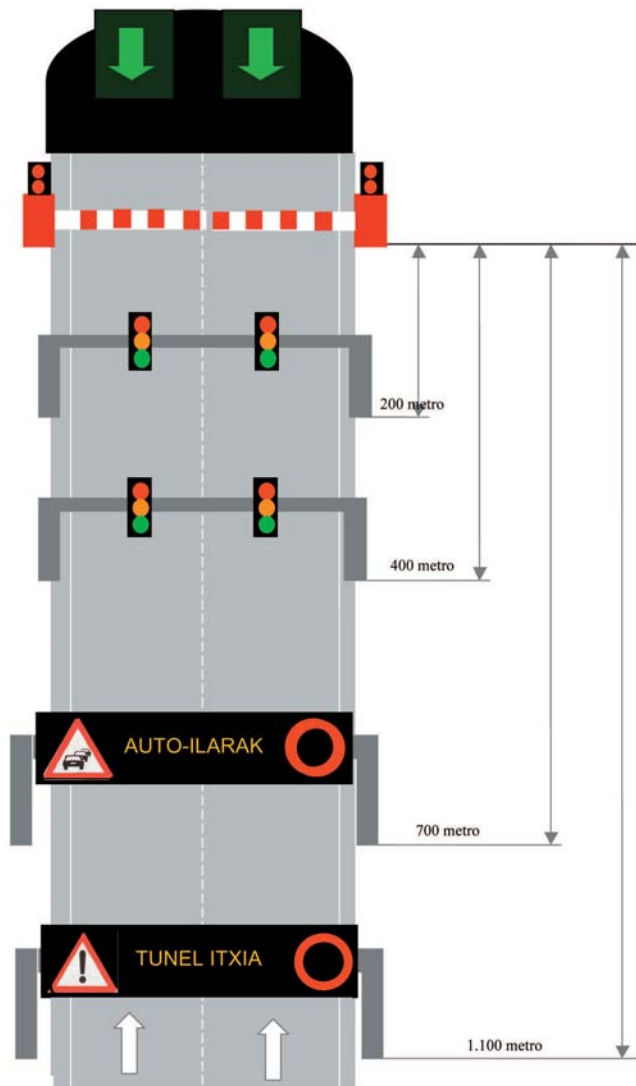 200 metro
400 metro
AUTO-ILARAK
700 metro
TUNEL ITXIA
1.100 metro